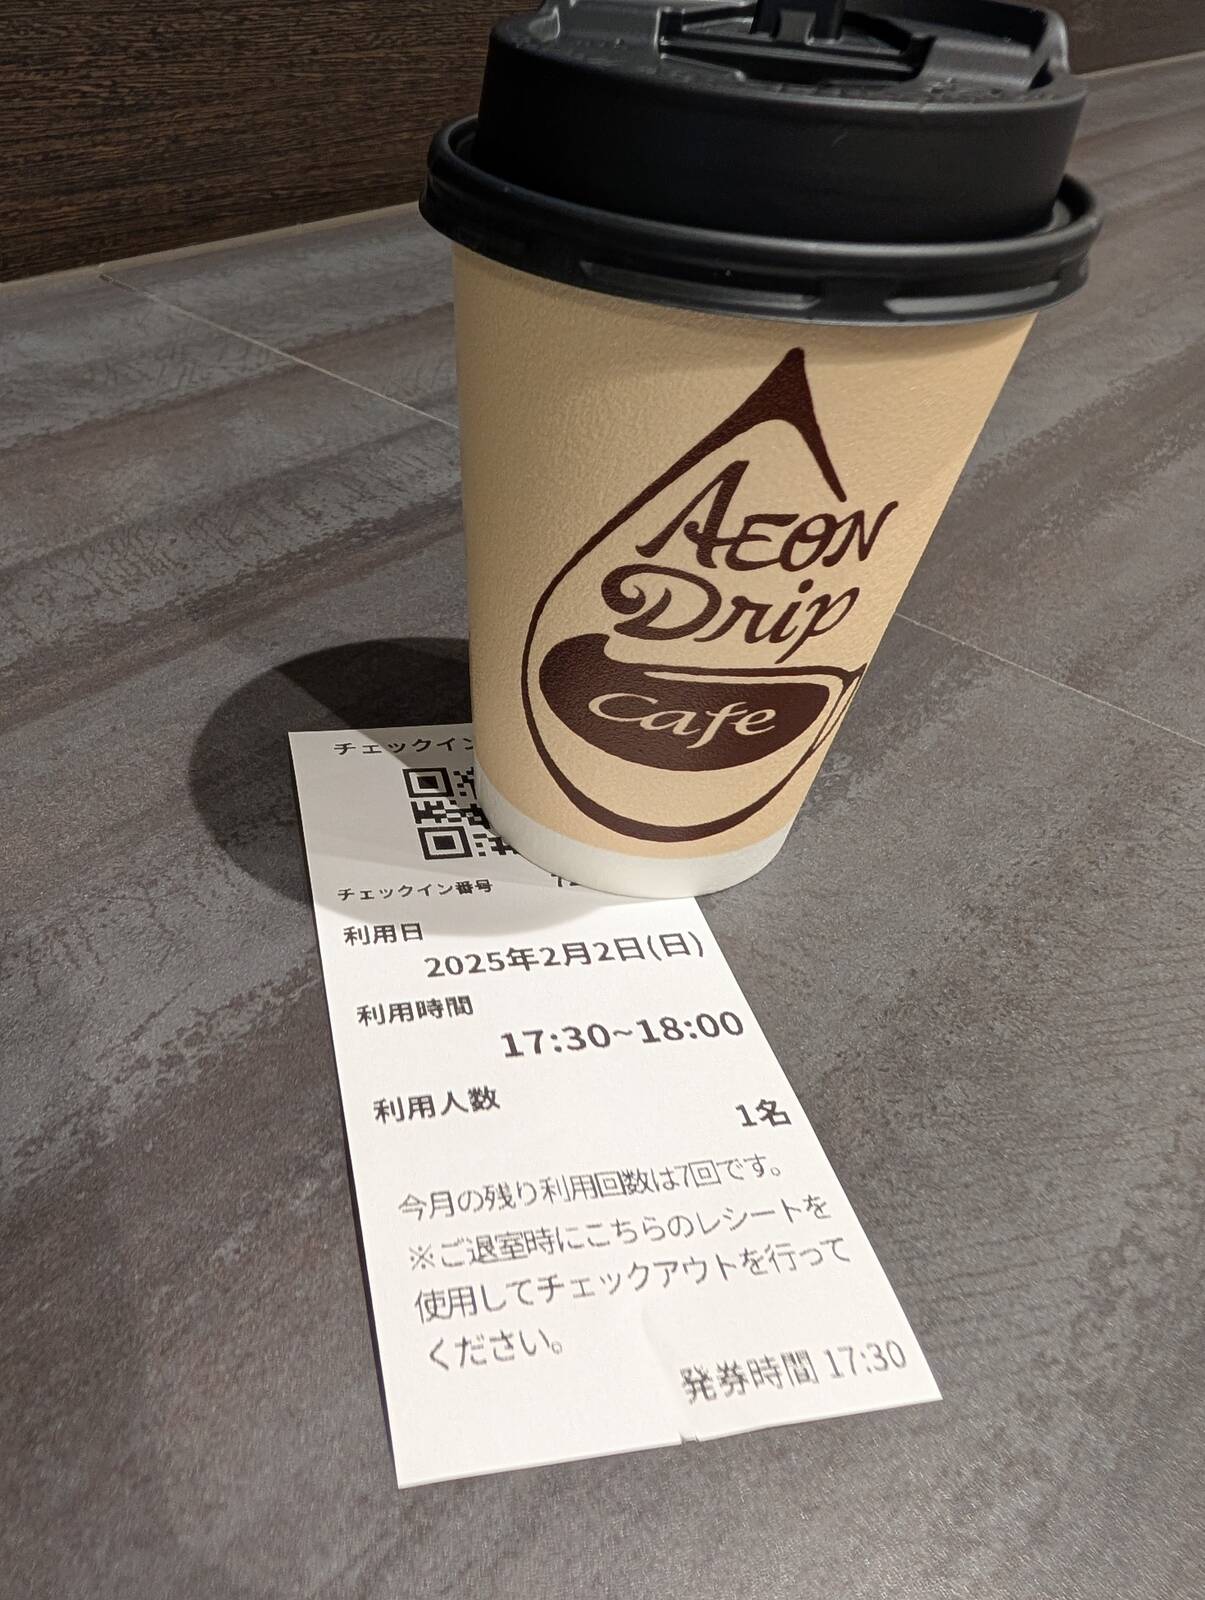 AEON
Drip
Cafe
チェックイン
チェックイン番号
利用日
2025年2月2日(日)
利用時間
17:30~18:00
利用人数
1名
今月の残り利用回数は7回です。
※ご退室時にこちらのレシートを
使用してチェックアウトを行って
ください。
発券時間 17:30